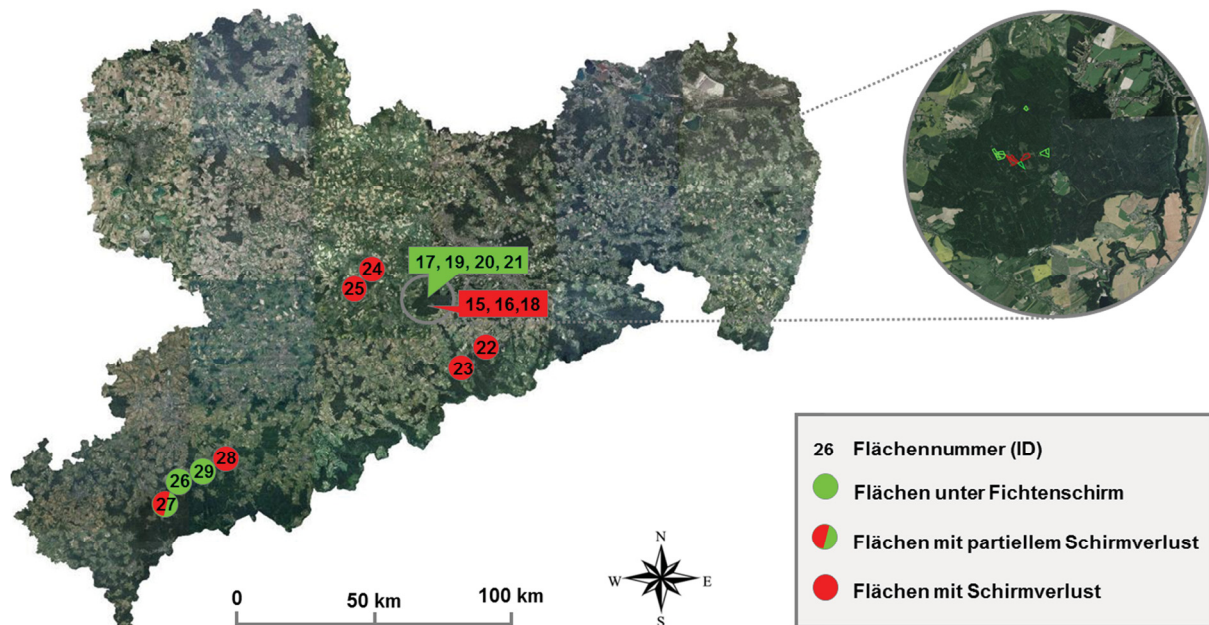 17, 19, 20, 21
24
25
15, 16,18
22
23
28
29
26
27
0
50 km
100 km
N
W
E
S
26 Flächennummer (ID)
Flächen unter Fichtenschirm
Flächen mit partiellem Schirmverlust
Flächen mit Schirmverlust